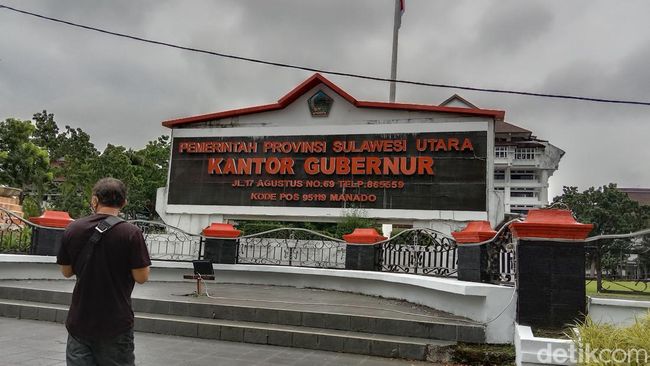 PEMERINTAH PROVINSI SULAWESI UTARA
KANTOR GUBERNUR
JL.17 AGUSTUS NO.69 TELP.865559
KODE POS 95119 MANADO
detikcom